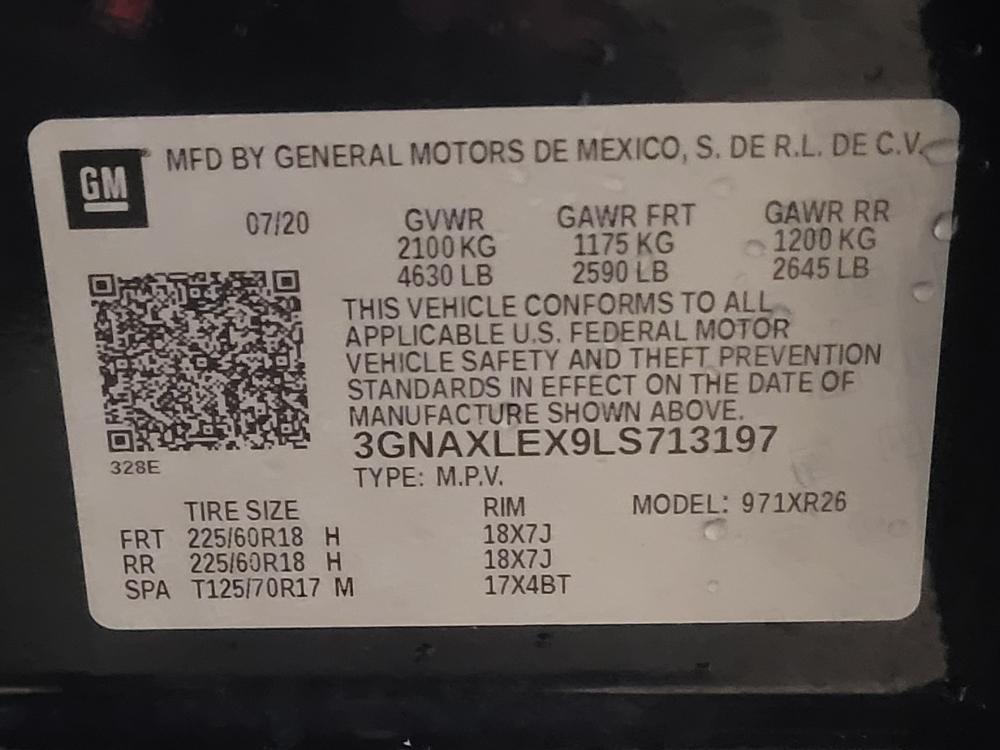 GM
MFD BY GENERAL MOTORS DE MEXICO, S. DE R.L. DE C.V.
07/20 GVWR GAWR FRT GAWR RR
2100 KG 1175 KG 1200 KG
4630 LB 2590 LB 2645 LB
THIS VEHICLE CONFORMS TO ALL
APPLICABLE U.S. FEDERAL MOTOR
VEHICLE SAFETY AND THEFT PREVENTION
STANDARDS IN EFFECT ON THE DATE OF
MANUFACTURE SHOWN ABOVE.
3GNAXLEX9LS713197
328E
TYPE: M.P.V.
TIRE SIZE RIM MODEL: 971XR26
FRT 225/60R18 H 18X7J
RR 225/60R18 H 18X7J
SPA T125/70R17 M 17X4BT